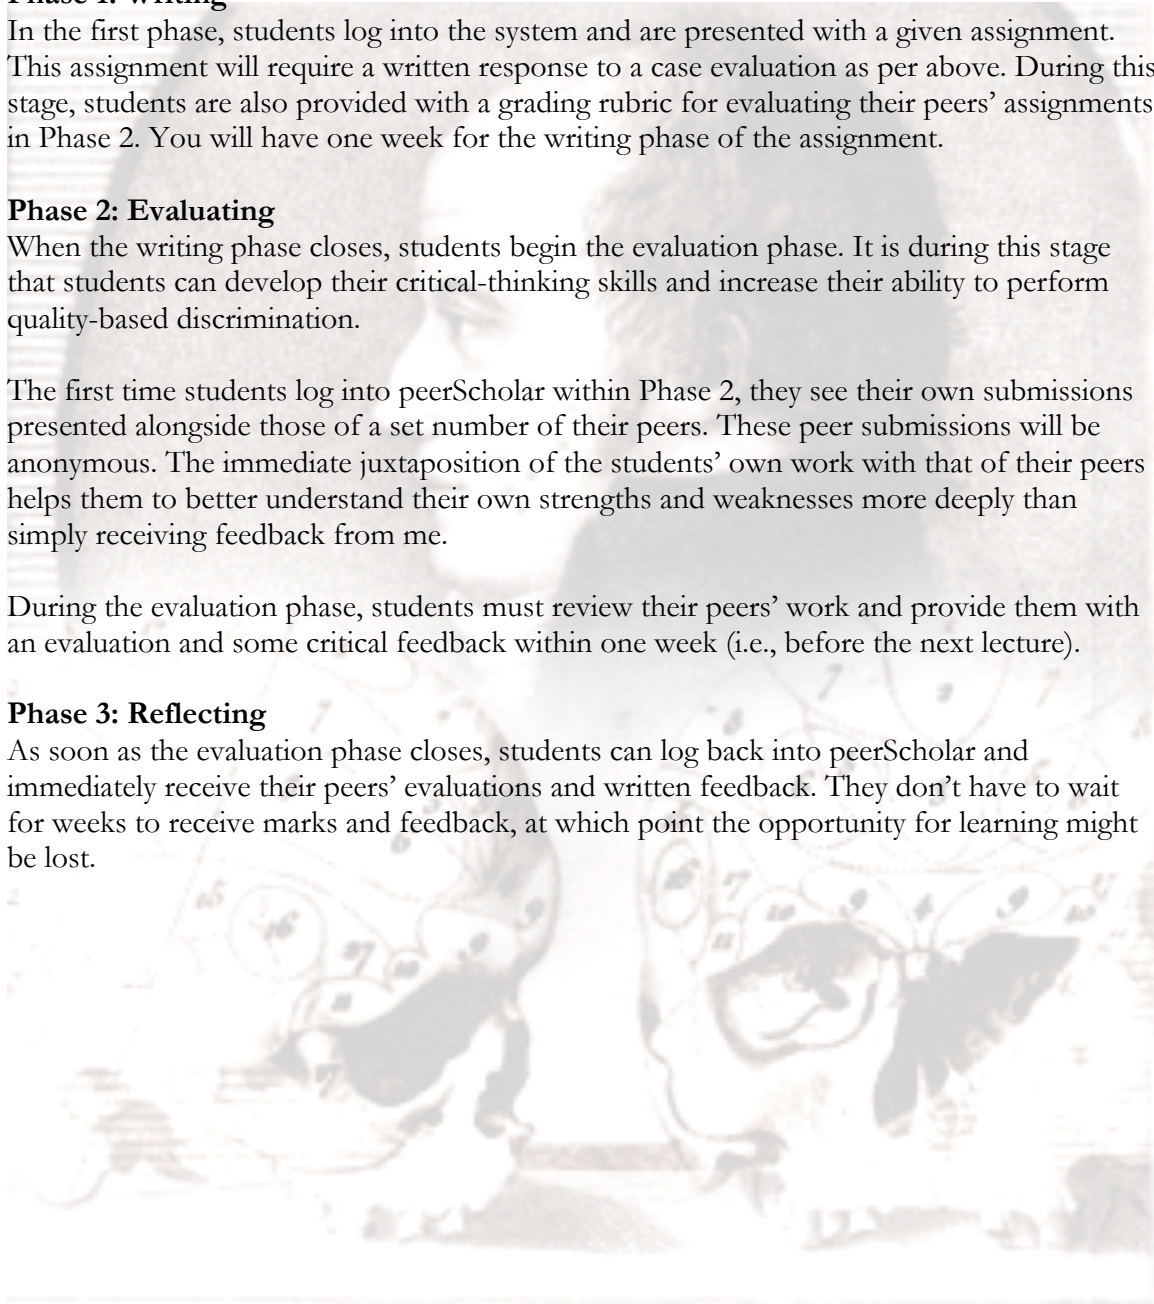 Phase 1: Writing
In the first phase, students log into the system and are presented with a given assignment.
This assignment will require a written response to a case evaluation as per above. During this
stage, students are also provided with a grading rubric for evaluating their peers’ assignments
in Phase 2. You will have one week for the writing phase of the assignment.
Phase 2: Evaluating
When the writing phase closes, students begin the evaluation phase. It is during this stage
that students can develop their critical-thinking skills and increase their ability to perform
quality-based discrimination.
The first time students log into peerScholar within Phase 2, they see their own submissions
presented alongside those of a set number of their peers. These peer submissions will be
anonymous. The immediate juxtaposition of the students’ own work with that of their peers
helps them to better understand their own strengths and weaknesses more deeply than
simply receiving feedback from me.
During the evaluation phase, students must review their peers’ work and provide them with
an evaluation and some critical feedback within one week (i.e., before the next lecture).
Phase 3: Reflecting
As soon as the evaluation phase closes, students can log back into peerScholar and
immediately receive their peers’ evaluations and written feedback. They don’t have to wait
for weeks to receive marks and feedback, at which point the opportunity for learning might
be lost.